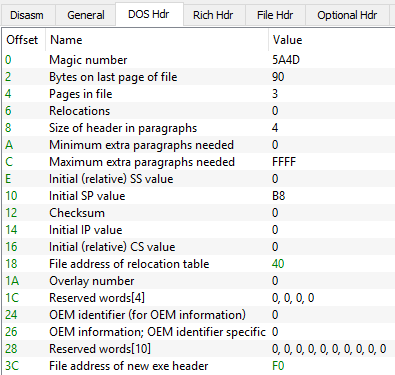 Disasm General DOS Hdr Rich Hdr File Hdr Optional Hdr
Offset Name Value
0 Magic number 5A4D
2 Bytes on last page of file 90
4 Pages in file 3
6 Relocations 0
8 Size of header in paragraphs 4
A Minimum extra paragraphs needed 0
C Maximum extra paragraphs needed FFFF
E Initial (relative) SS value 0
10 Initial SP value B8
12 Checksum 0
14 Initial IP value 0
16 Initial (relative) CS value 0
18 File address of relocation table 40
1A Overlay number 0
1C Reserved words[4] 0, 0, 0, 0
24 OEM identifier (for OEM information) 0
26 OEM information; OEM identifier specific 0
28 Reserved words[10] 0, 0, 0, 0, 0, 0, 0, 0, 0, 0
3C File address of new exe header F0